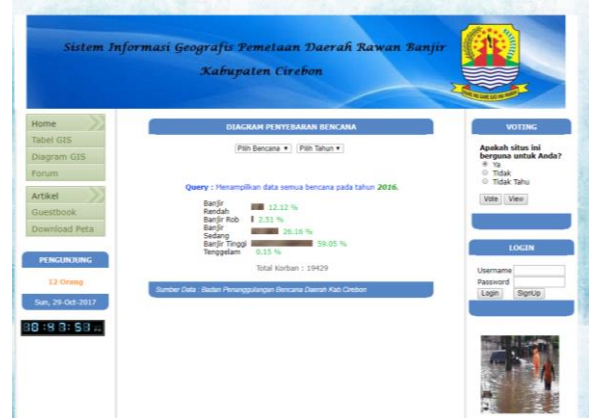 Sistem Informasi Geografis Pemetaan Daerah Rawan Banjir
Kabupaten Cirebon
Home
Tabel GIS
Diagram GIS
Forum
Artikel
Guestbook
Download Peta
PENGUNJUNG
12 Orang
Sun, 29-Oct-2017
DIAGRAM PENYEBARAN BENCANA
Pilih Bencana
Pilih Tahun
Query : Menampilkan data semua bencana pada tahun 2016.
Banjir Rendah 12.12 %
Banjir Rob 2.51 %
Banjir Sedang 26.16 %
Banjir Tinggi 59.05 %
Tenggelam 0.15 %
Total Korban : 19429
Sumber Data : Badan Penanggulangan Bencana Daerah Kab Cirebon
VOTING
Apakah situs ini
berguna untuk Anda?
Ya
Tidak
Tidak Tahu
Vote View
LOGIN
Username
Password
Login SignUp